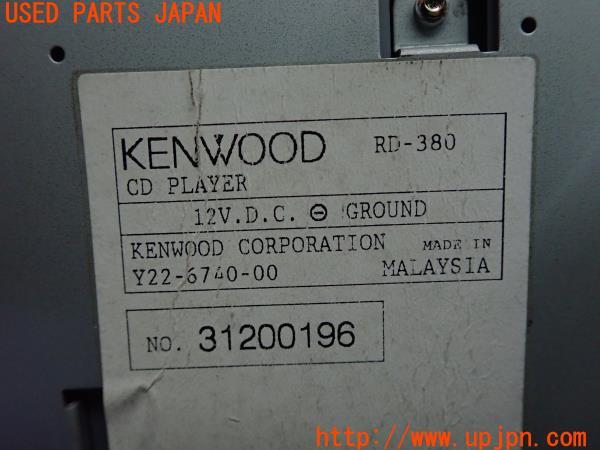 USED PARTS JAPAN
KENWOOD RD-380
CD PLAYER
12V.D.C. ⊖ GROUND
KENWOOD CORPORATION MADE IN
Y22-6740-00 MALAYSIA
NO. 31200196
U.P.J
http://www.upjpn.com/